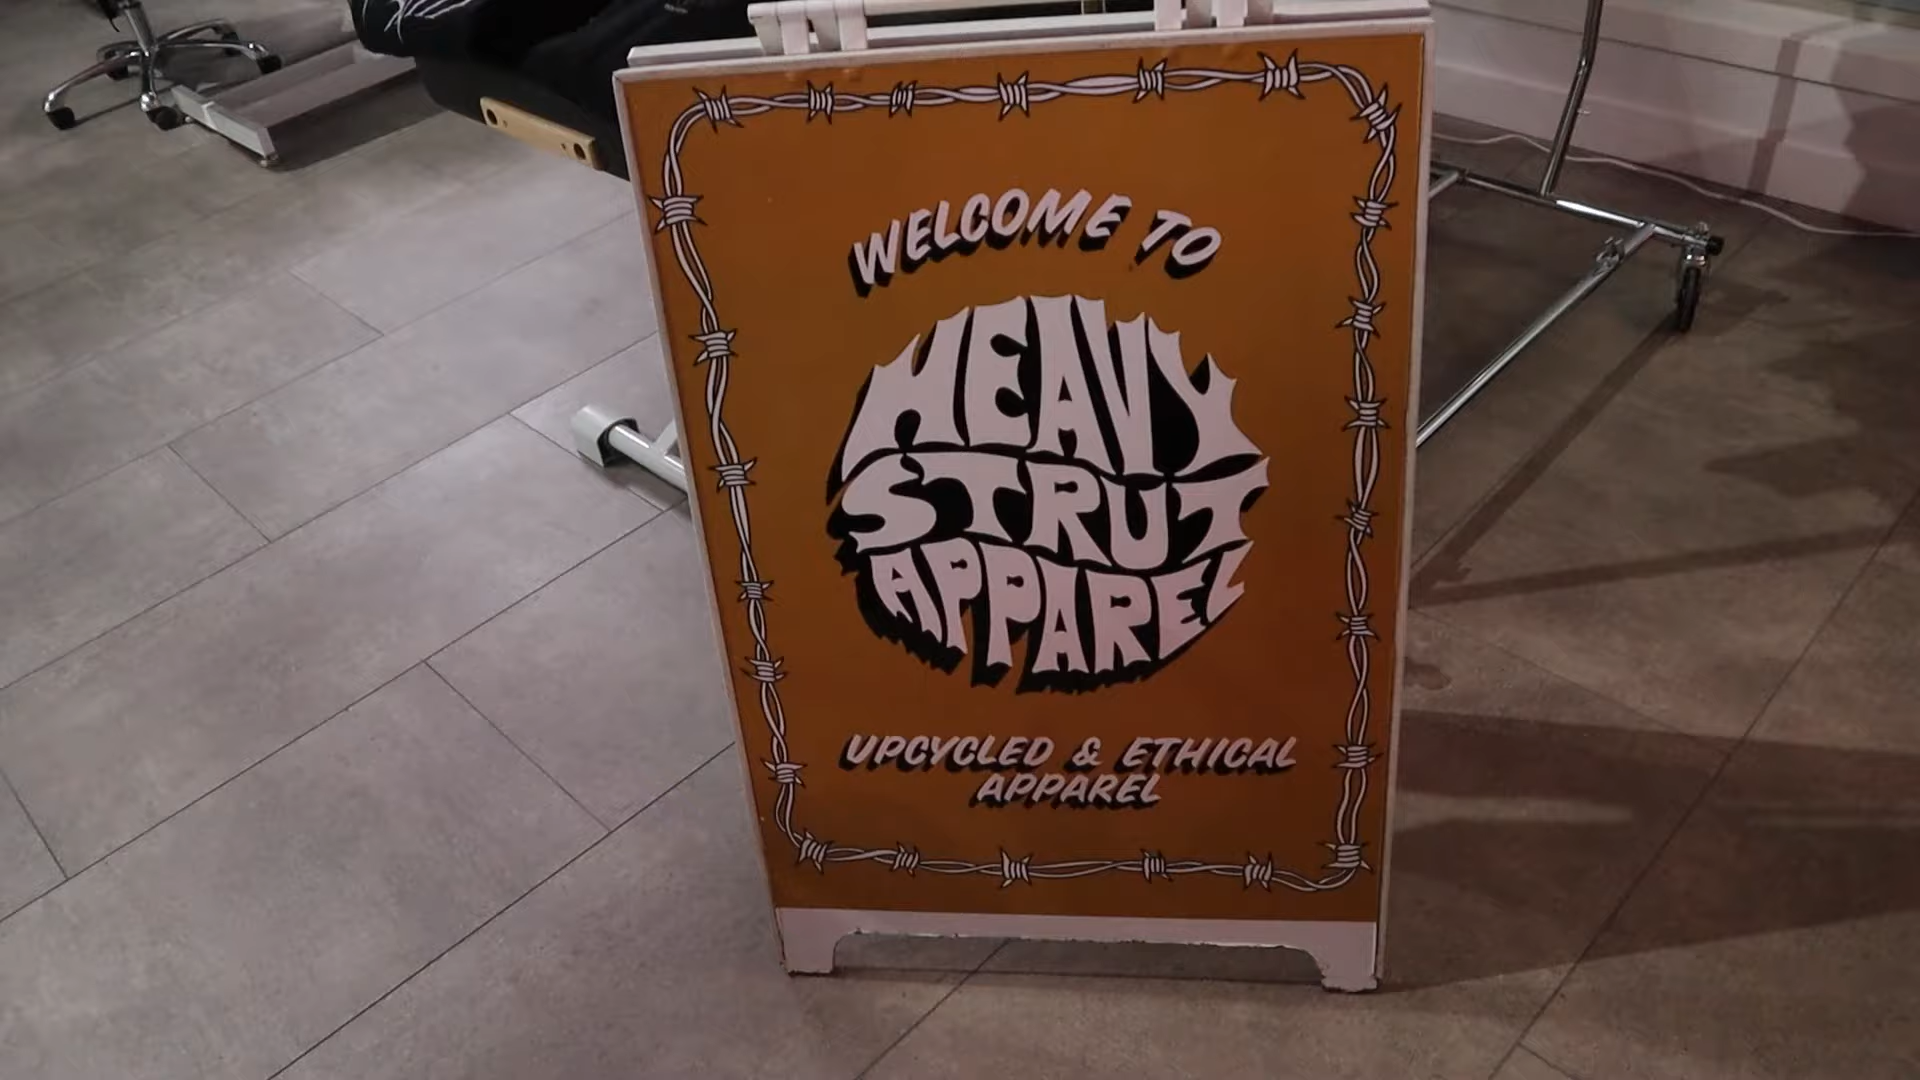 WELCOME TO
HEAVY
STRUT
APPAREL
UPCYCLED & ETHICAL
APPAREL